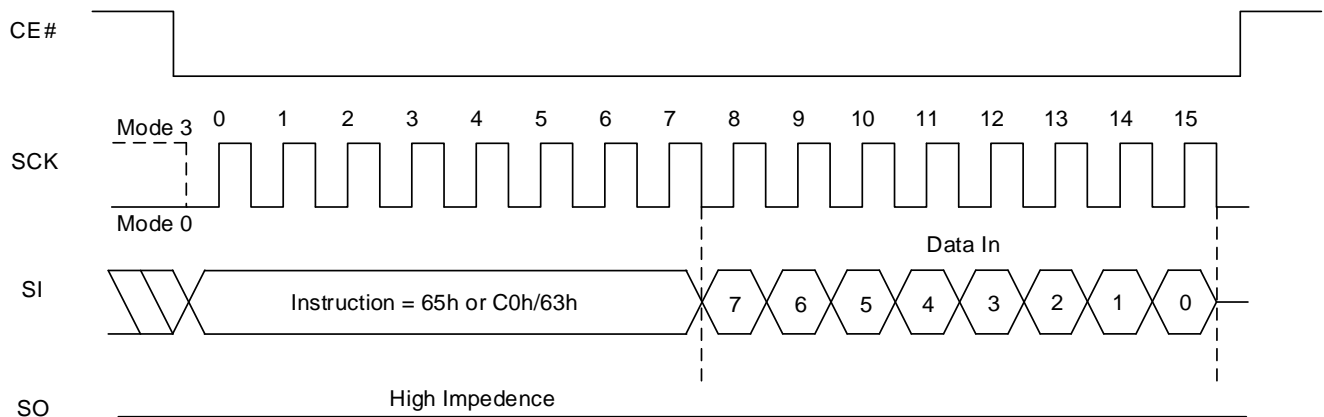 CE#
Mode 3 0 1 2 3 4 5 6 7 8 9 10 11 12 13 14 15
SCK
Mode 0
Data In
SI Instruction = 65h or C0h/63h 7 6 5 4 3 2 1 0
High Impedence
SO